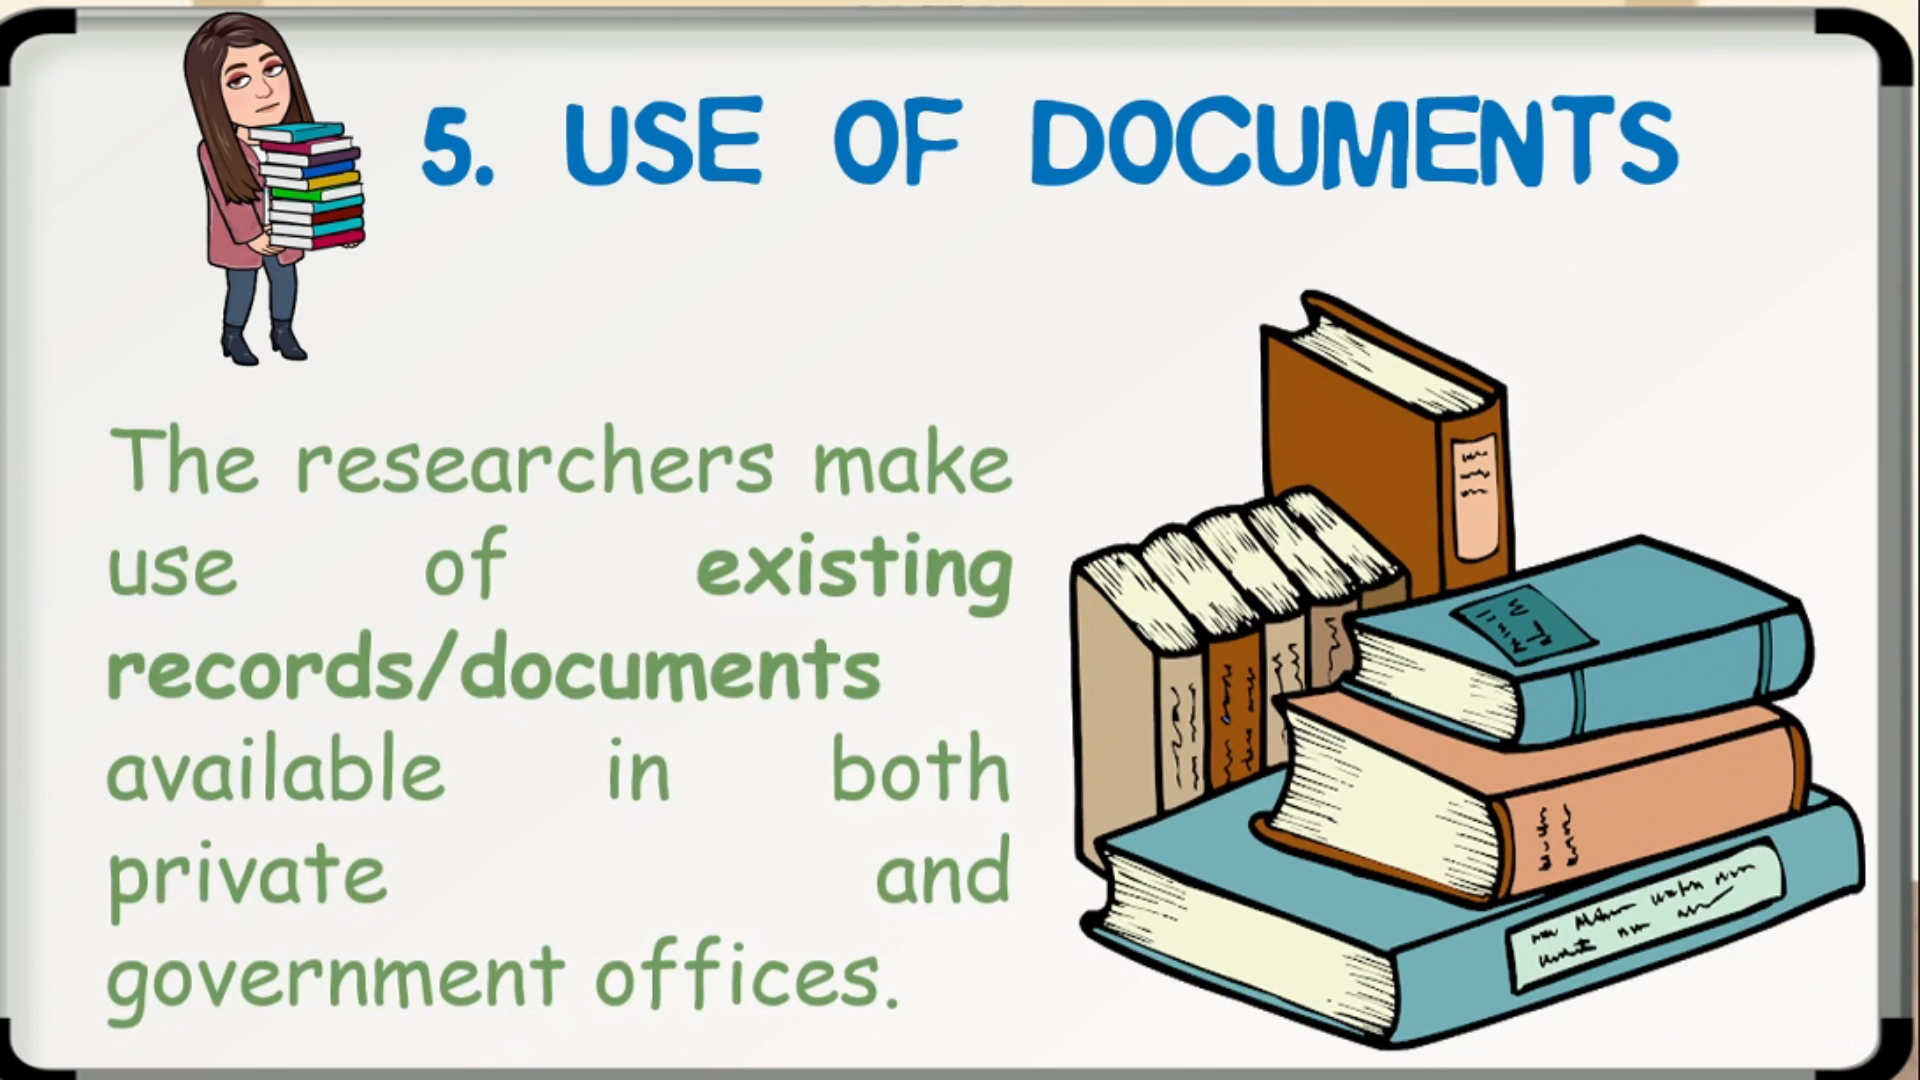 5. USE OF DOCUMENTS
The researchers make
use of existing
records/documents
available in both
private and
government offices.